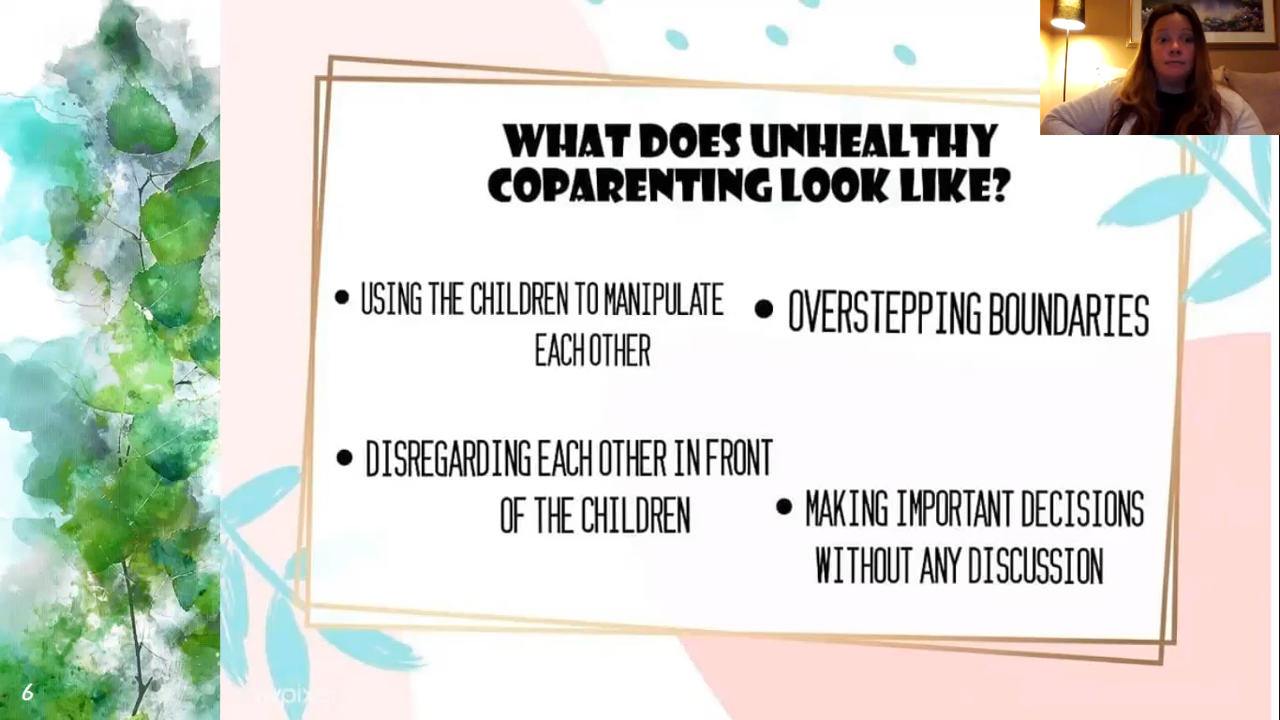 WHAT DOES UNHEALTHY
COPARENTING LOOK LIKE?
• USING THE CHILDREN TO MANIPULATE
EACH OTHER
• OVERSTEPPING BOUNDARIES
• DISREGARDING EACH OTHER IN FRONT
OF THE CHILDREN
• MAKING IMPORTANT DECISIONS
WITHOUT ANY DISCUSSION
6